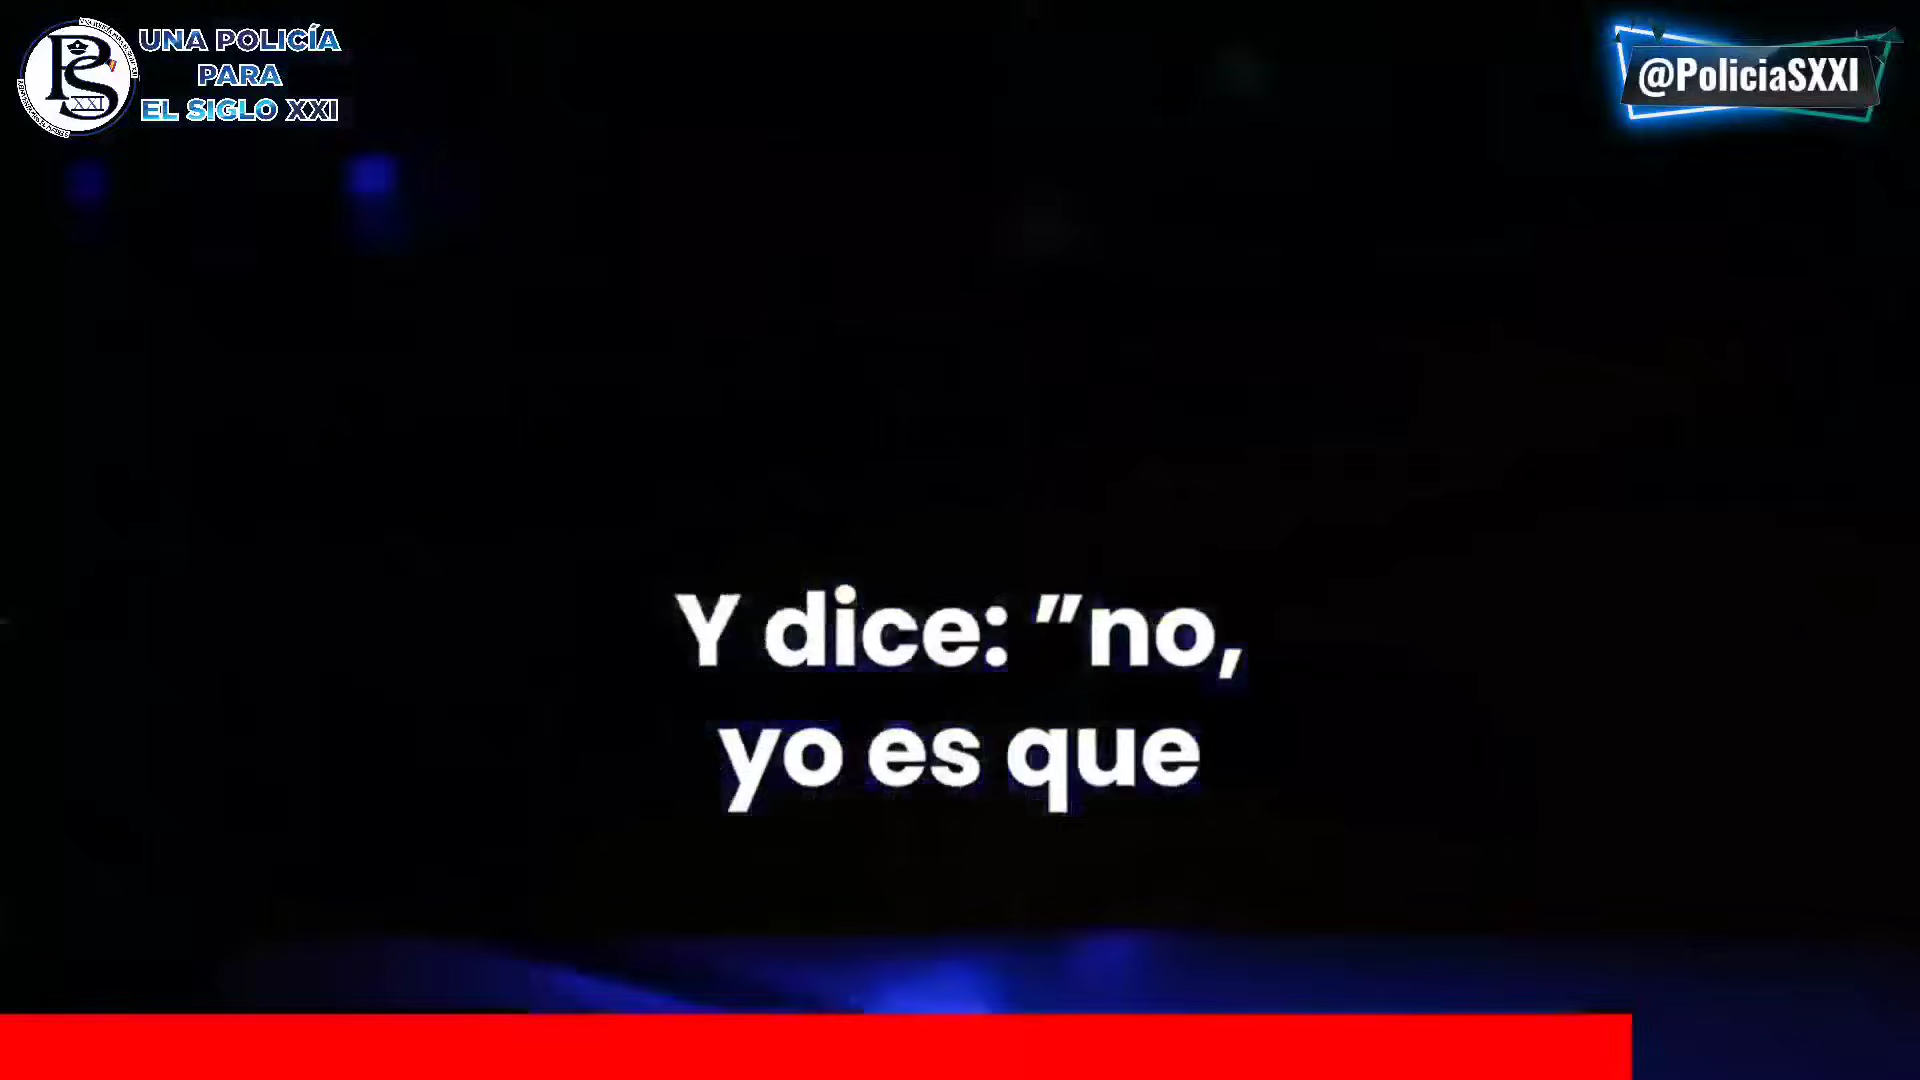 UNA POLICÍA
PARA
EL SIGLO XXI
@PoliciaSXXI
Y dice: "no,
yo es que